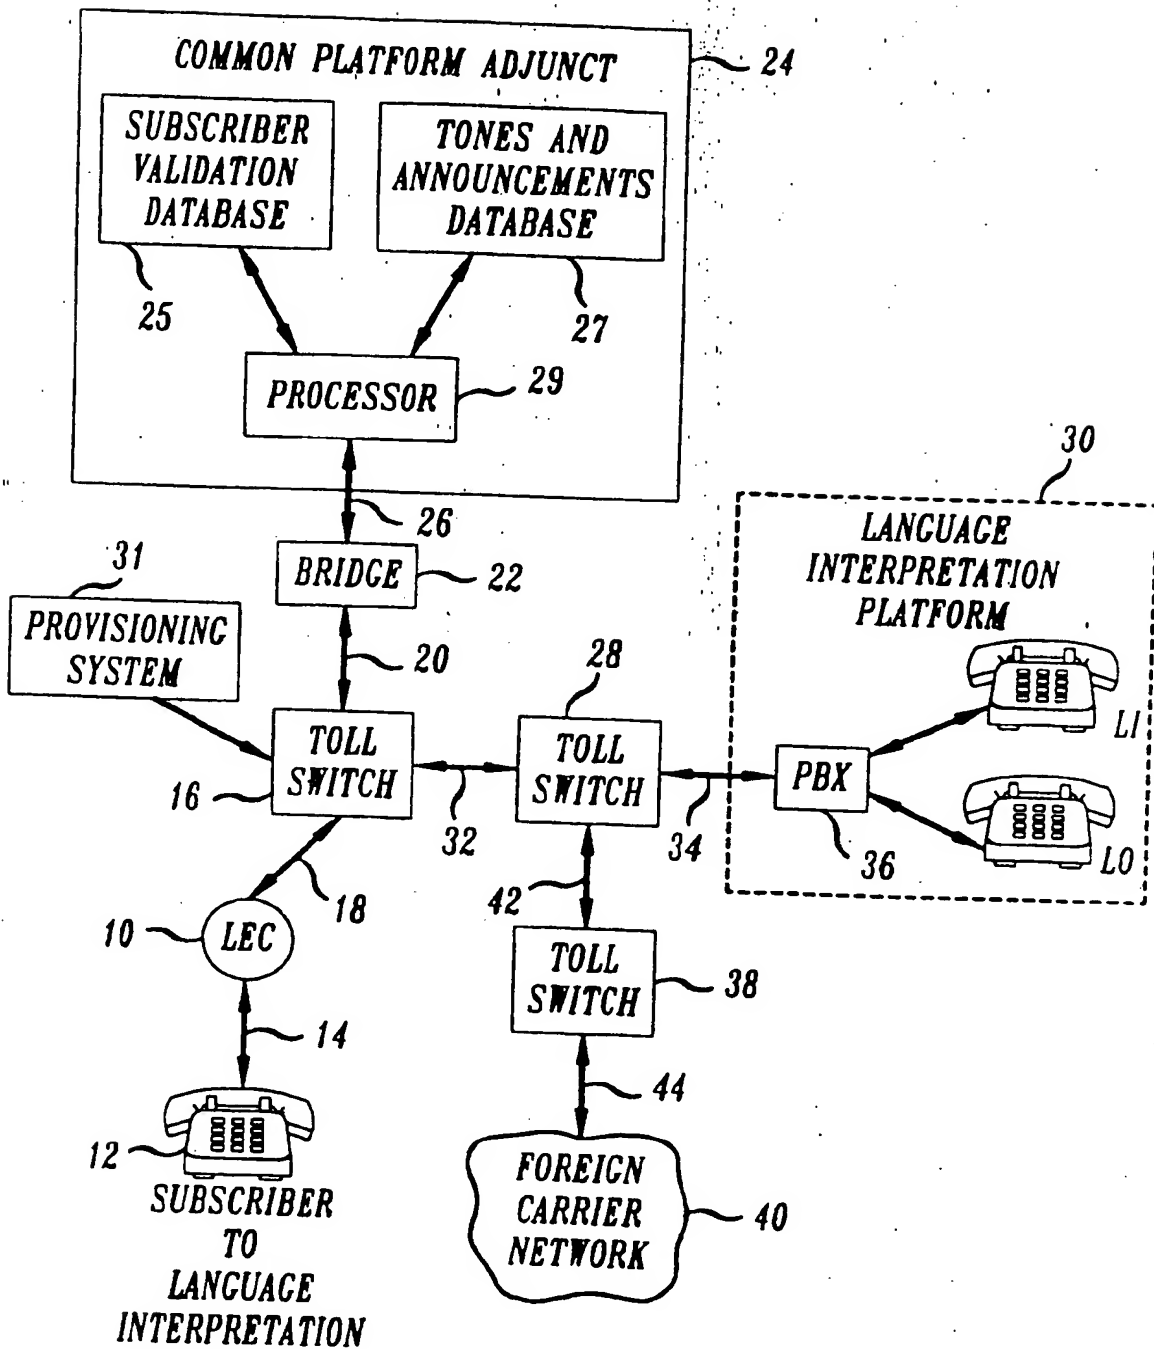 COMMON PLATFORM ADJUNCT
24
SUBSCRIBER
VALIDATION
DATABASE
TONES AND
ANNOUNCEMENTS
DATABASE
25
27
PROCESSOR
29
26
30
LANGUAGE
INTERPRETATION
PLATFORM
31
BRIDGE
22
PROVISIONING
SYSTEM
20
28
TOLL
SWITCH
TOLL
SWITCH
PBX
LI
16
32
34
36
LO
18
42
10
LEC
TOLL
SWITCH
38
14
44
12
SUBSCRIBER
TO
LANGUAGE
INTERPRETATION
FOREIGN
CARRIER
NETWORK
40